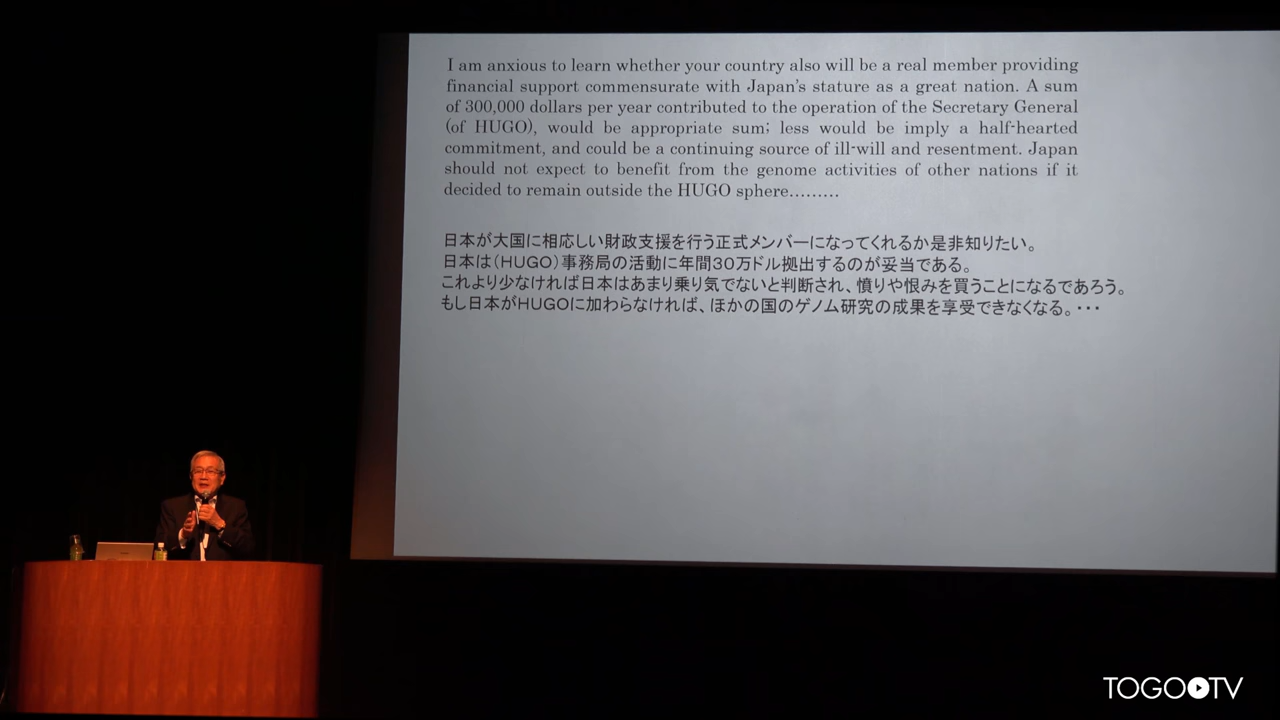 I am anxious to learn whether your country also will be a real member providing
financial support commensurate with Japan's stature as a great nation. A sum
of 300,000 dollars per year contributed to the operation of the Secretary General
(of HUGO), would be appropriate sum; less would be imply a half-hearted
commitment, and could be a continuing source of ill-will and resentment. Japan
should not expect to benefit from the genome activities of other nations if it
decided to remain outside the HUGO sphere………
日本が大国に相応しい財政支援を行う正式メンバーになってくれるか是非知りたい。
日本は(HUGO)事務局の活動に年間30万ドル拠出するのが妥当である。
これより少なければ日本はあまり乗り気でないと判断され、憤りや恨みを買うことになるであろう。
もし日本がHUGOに加わらなければ、ほかの国のゲノム研究の成果を享受できなくなる。・・・
TOGO TV